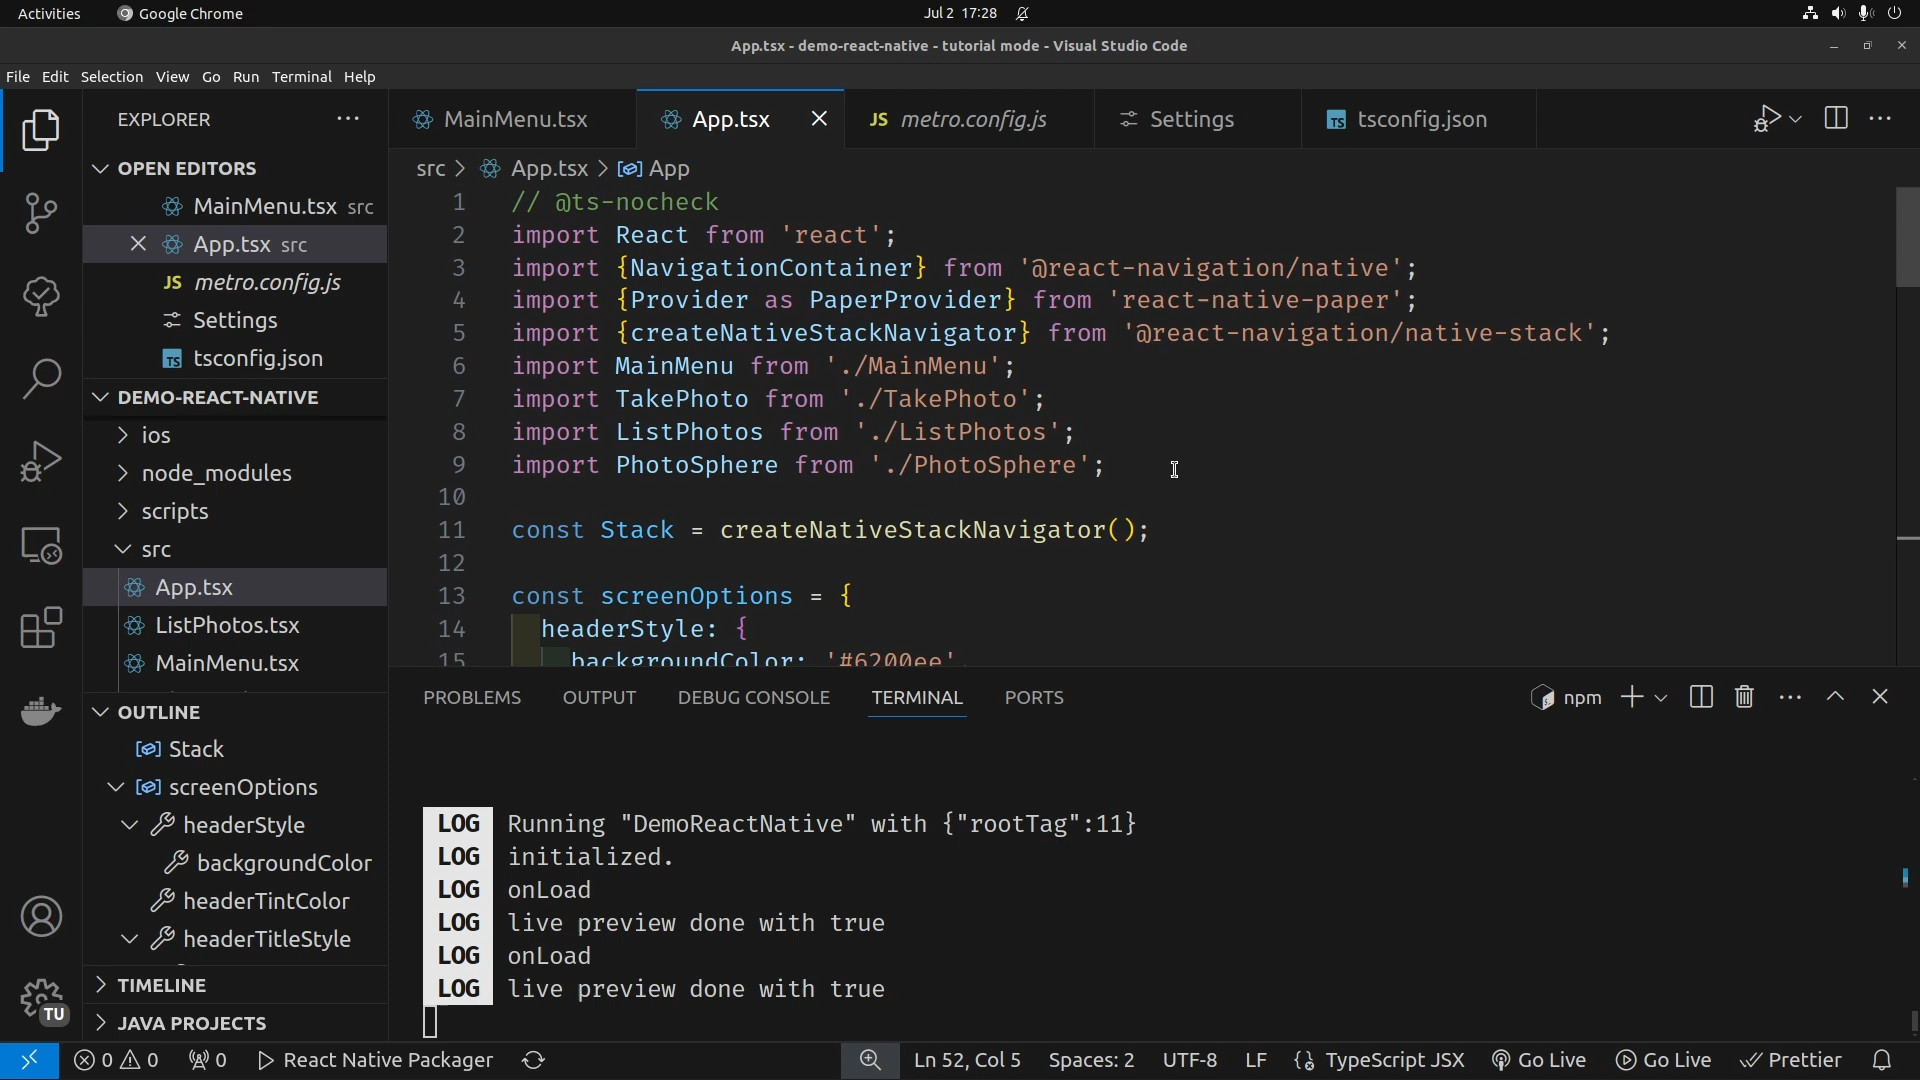 Activities Google Chrome Jul 2 17:28
App.tsx - demo-react-native - tutorial mode - Visual Studio Code
File Edit Selection View Go Run Terminal Help
EXPLORER
MainMenu.tsx App.tsx JS metro.config.js Settings TS tsconfig.json
OPEN EDITORS
MainMenu.tsx src
App.tsx src
JS metro.config.js
Settings
TS tsconfig.json
DEMO-REACT-NATIVE
ios
node_modules
scripts
src
App.tsx
ListPhotos.tsx
MainMenu.tsx
OUTLINE
Stack
screenOptions
headerStyle
backgroundColor
headerTintColor
headerTitleStyle
TIMELINE
JAVA PROJECTS
TU
src > App.tsx > App
1 // @ts-nocheck
2 import React from 'react';
3 import {NavigationContainer} from '@react-navigation/native';
4 import {Provider as PaperProvider} from 'react-native-paper';
5 import {createNativeStackNavigator} from '@react-navigation/native-stack';
6 import MainMenu from './MainMenu';
7 import TakePhoto from './TakePhoto';
8 import ListPhotos from './ListPhotos';
9 import PhotoSphere from './PhotoSphere';
10
11 const Stack = createNativeStackNavigator();
12
13 const screenOptions = {
14 headerStyle: {
15 backgroundColor: '#6200ee',
PROBLEMS OUTPUT DEBUG CONSOLE TERMINAL PORTS npm
LOG Running "DemoReactNative" with {"rootTag":11}
LOG initialized.
LOG onLoad
LOG live preview done with true
LOG onLoad
LOG live preview done with true
0 0 0 React Native Packager Ln 52, Col 5 Spaces: 2 UTF-8 LF TypeScript JSX Go Live Go Live Prettier